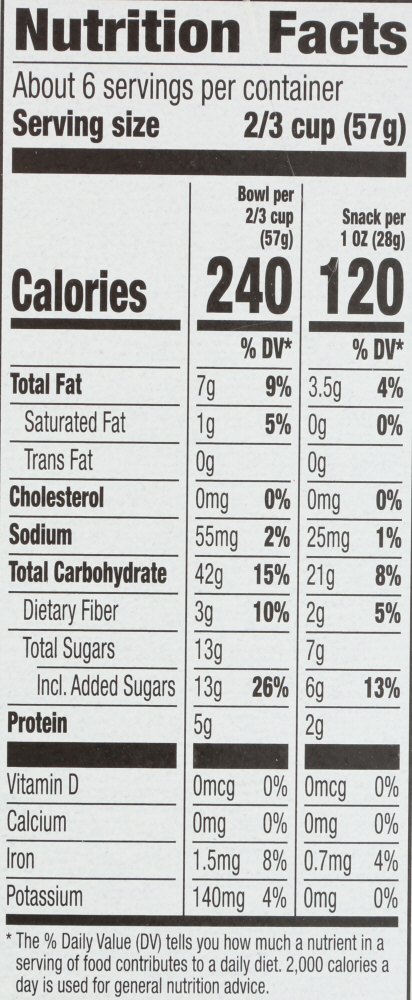 Nutrition Facts
About 6 servings per container
Serving size 2/3 cup (57g)
Bowl per
2/3 cup
(57g)
Snack per
1 OZ (28g)
Calories 240 120
% DV* % DV*
Total Fat 7g 9% 3.5g 4%
Saturated Fat 1g 5% 0g 0%
Trans Fat 0g 0g
Cholesterol 0mg 0% 0mg 0%
Sodium 55mg 2% 25mg 1%
Total Carbohydrate 42g 15% 21g 8%
Dietary Fiber 3g 10% 2g 5%
Total Sugars 13g 7g
Incl. Added Sugars 13g 26% 6g 13%
Protein 5g 2g
Vitamin D 0mcg 0% 0mcg 0%
Calcium 0mg 0% 0mg 0%
Iron 1.5mg 8% 0.7mg 4%
Potassium 140mg 4% 0mg 0%
* The % Daily Value (DV) tells you how much a nutrient in a
serving of food contributes to a daily diet. 2,000 calories a
day is used for general nutrition advice.